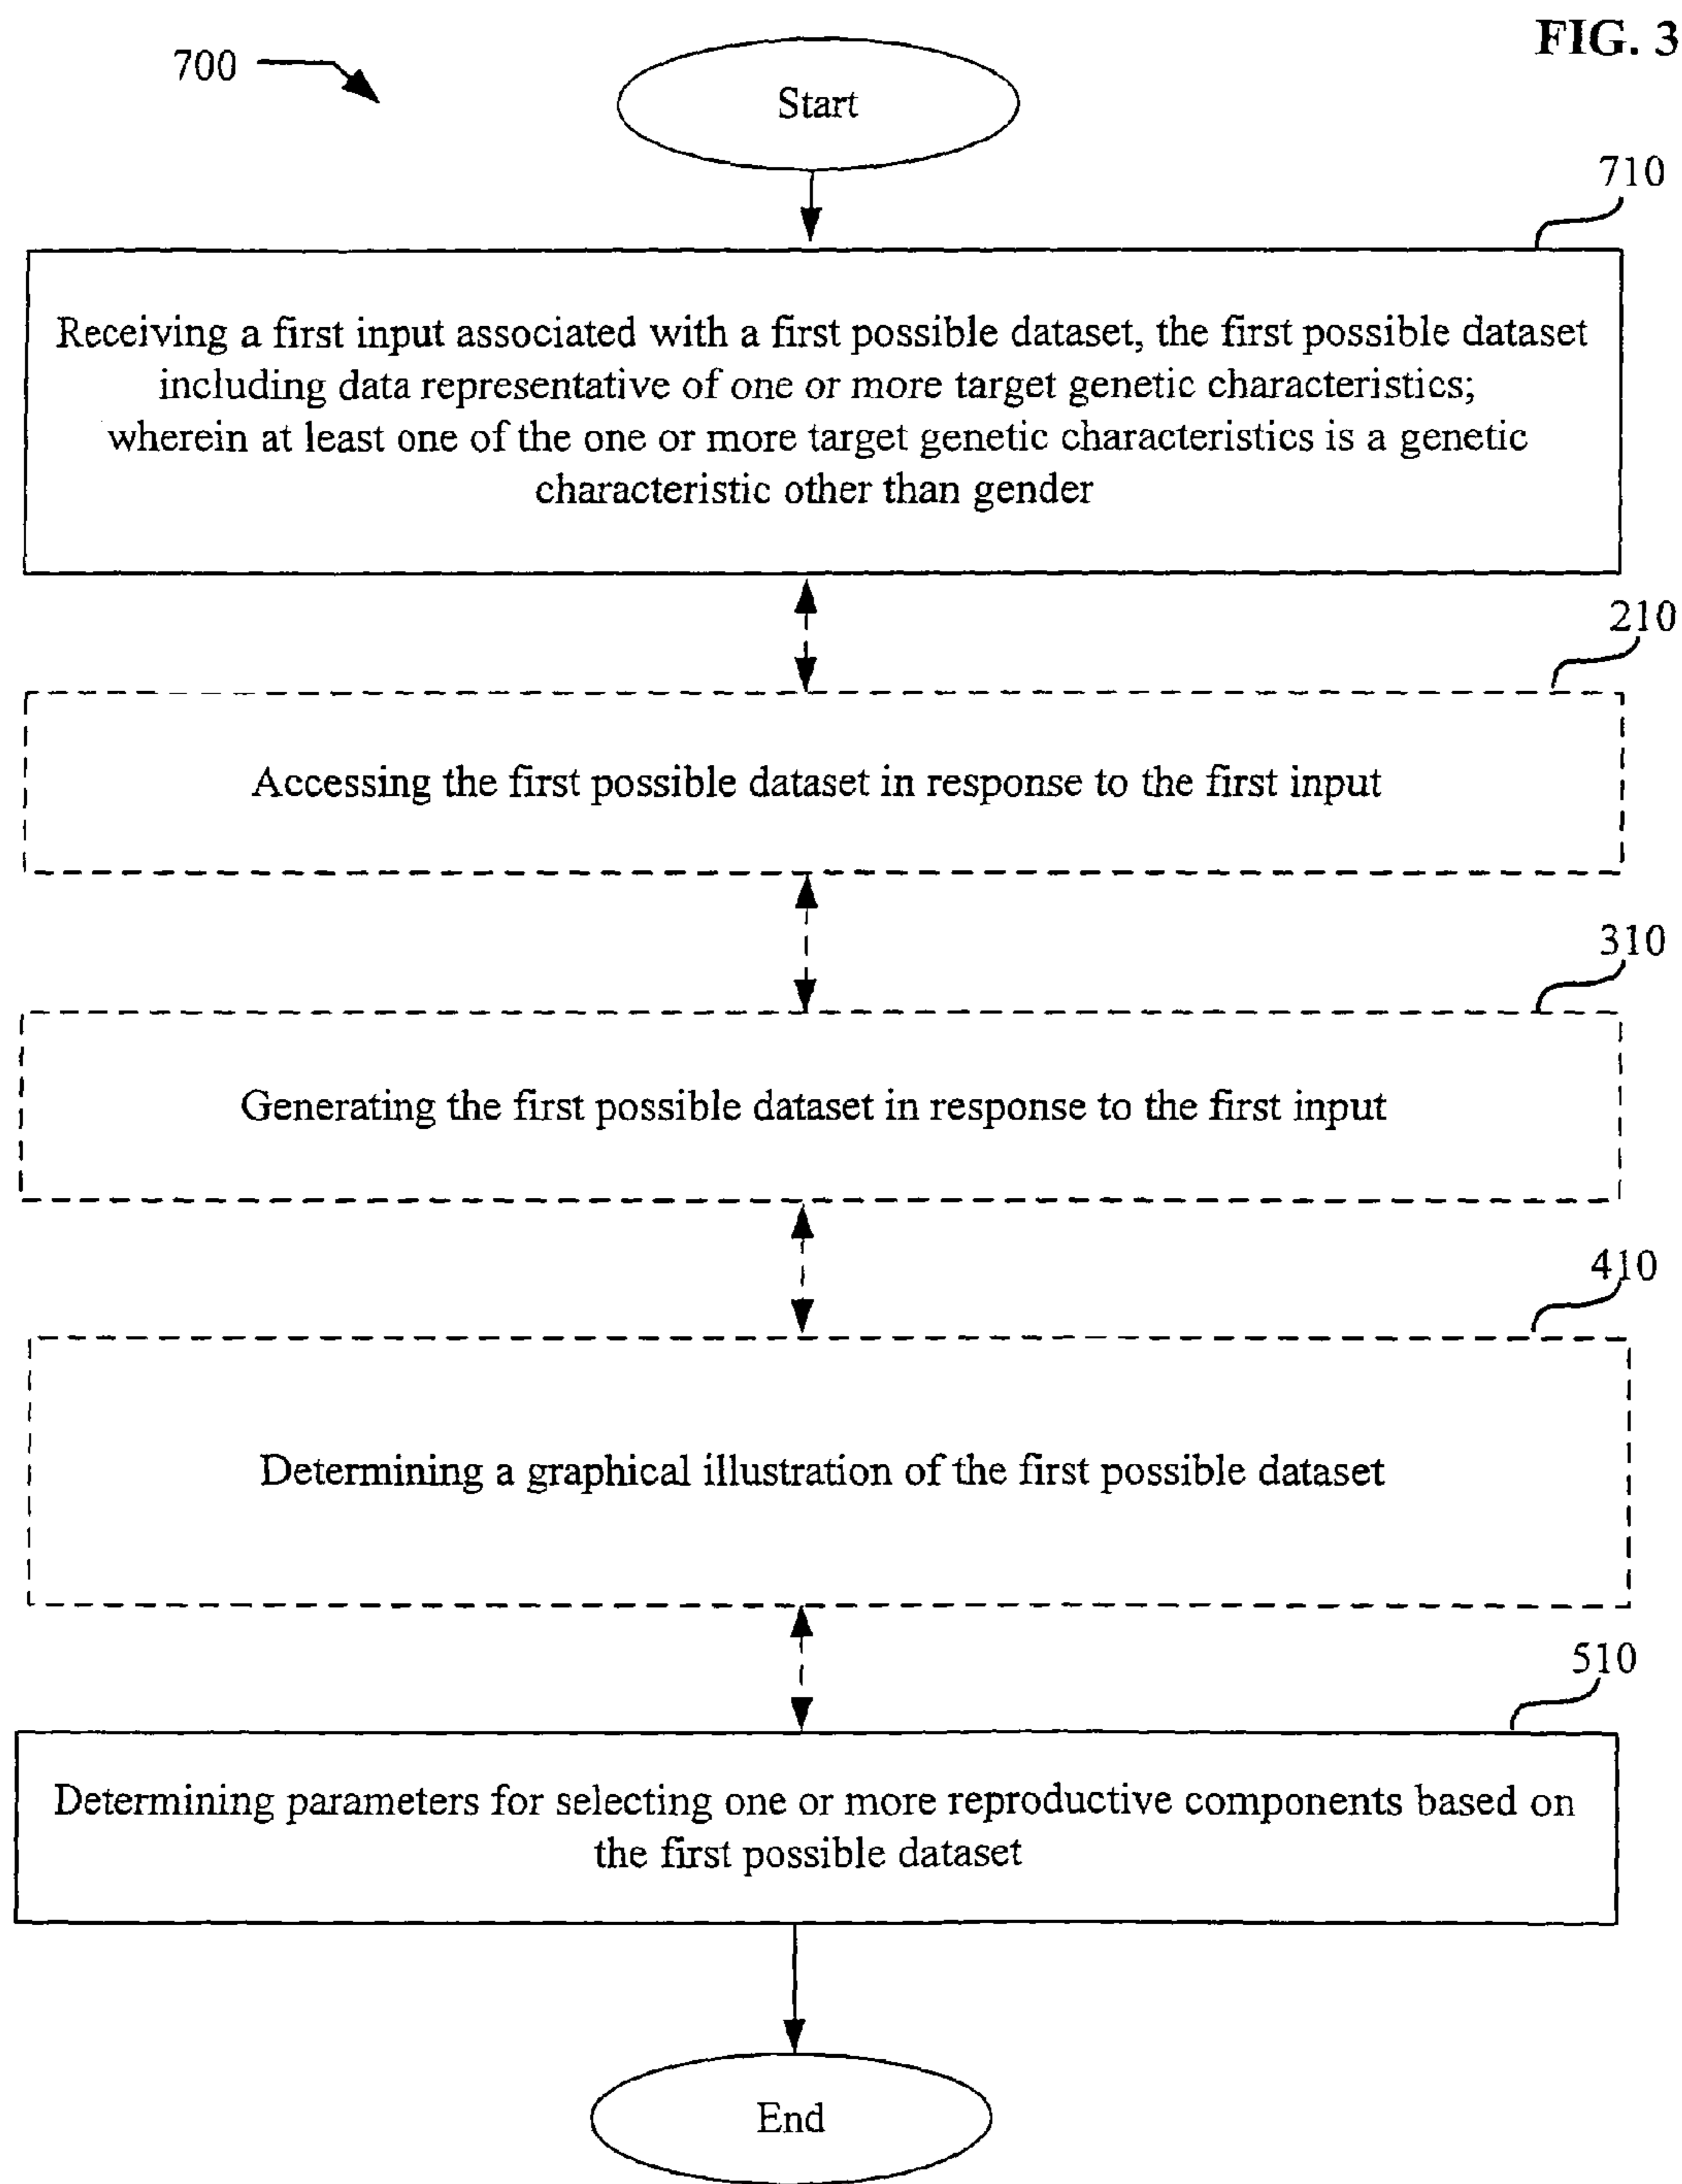 FIG. 3
700
Start
710
Receiving a first input associated with a first possible dataset, the first possible dataset
including data representative of one or more target genetic characteristics;
wherein at least one of the one or more target genetic characteristics is a genetic
characteristic other than gender
210
Accessing the first possible dataset in response to the first input
310
Generating the first possible dataset in response to the first input
410
Determining a graphical illustration of the first possible dataset
510
Determining parameters for selecting one or more reproductive components based on
the first possible dataset
End